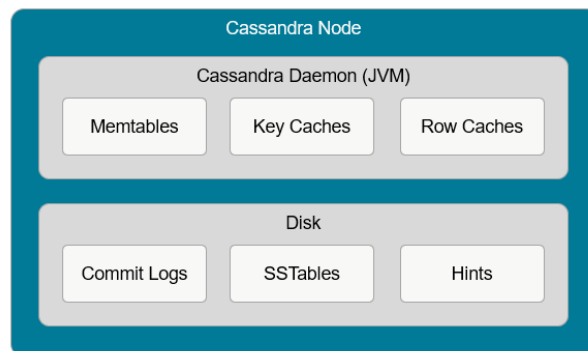 Cassandra Node
Cassandra Daemon (JVM)
Memtables
Key Caches
Row Caches
Disk
Commit Logs
SSTables
Hints